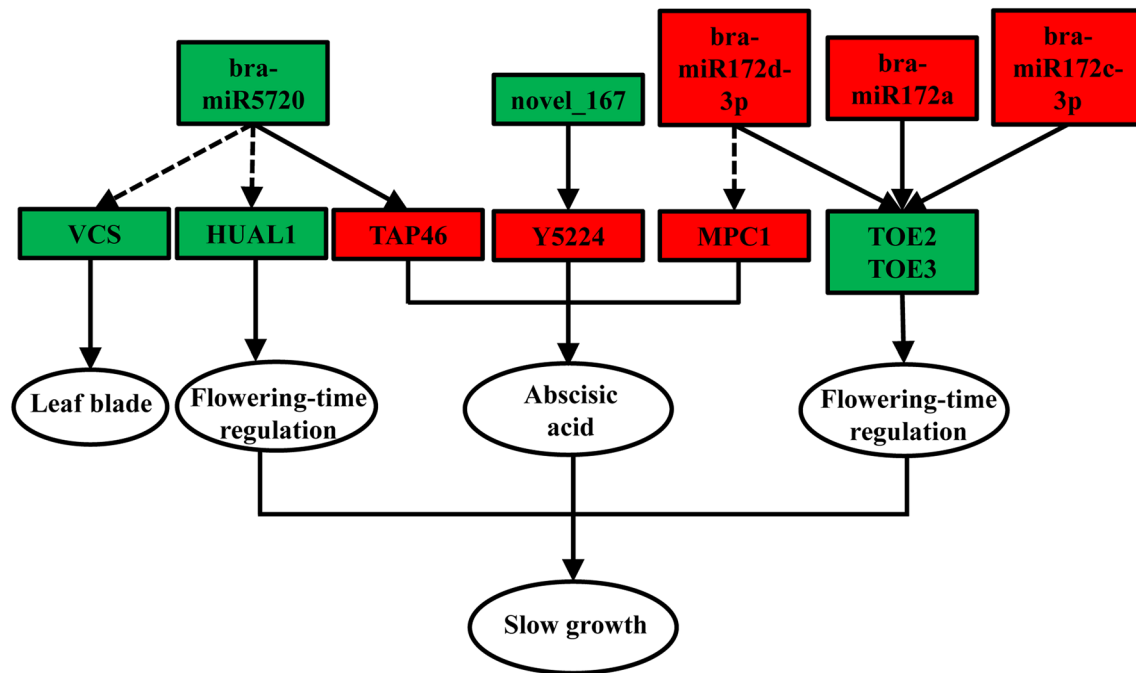 bra-
miR5720
novel_167
bra-
miR172d-
3p
bra-
miR172a
bra-
miR172c-
3p
VCS
HUAL1
TAP46
Y5224
MPC1
TOE2
TOE3
Leaf blade
Flowering-time
regulation
Abscisic
acid
Flowering-time
regulation
Slow growth